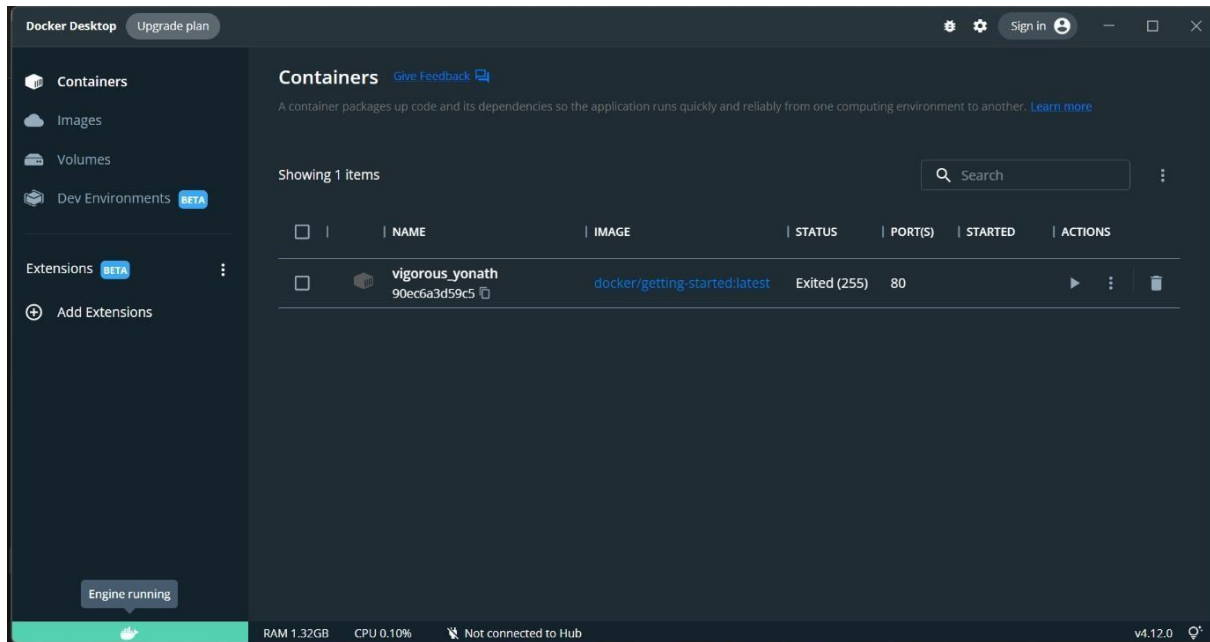 Docker Desktop Upgrade plan Sign in
Containers
Images
Volumes
Dev Environments BETA
Extensions BETA
Add Extensions
Containers Give Feedback
A container packages up code and its dependencies so the application runs quickly and reliably from one computing environment to another. Learn more
Showing 1 items
Search
NAME IMAGE STATUS PORT(S) STARTED ACTIONS
vigorous_yonath docker/getting-started:latest Exited (255) 80
90ec6a3d59c5
Engine running
RAM 1.32GB CPU 0.10% Not connected to Hub v4.12.0